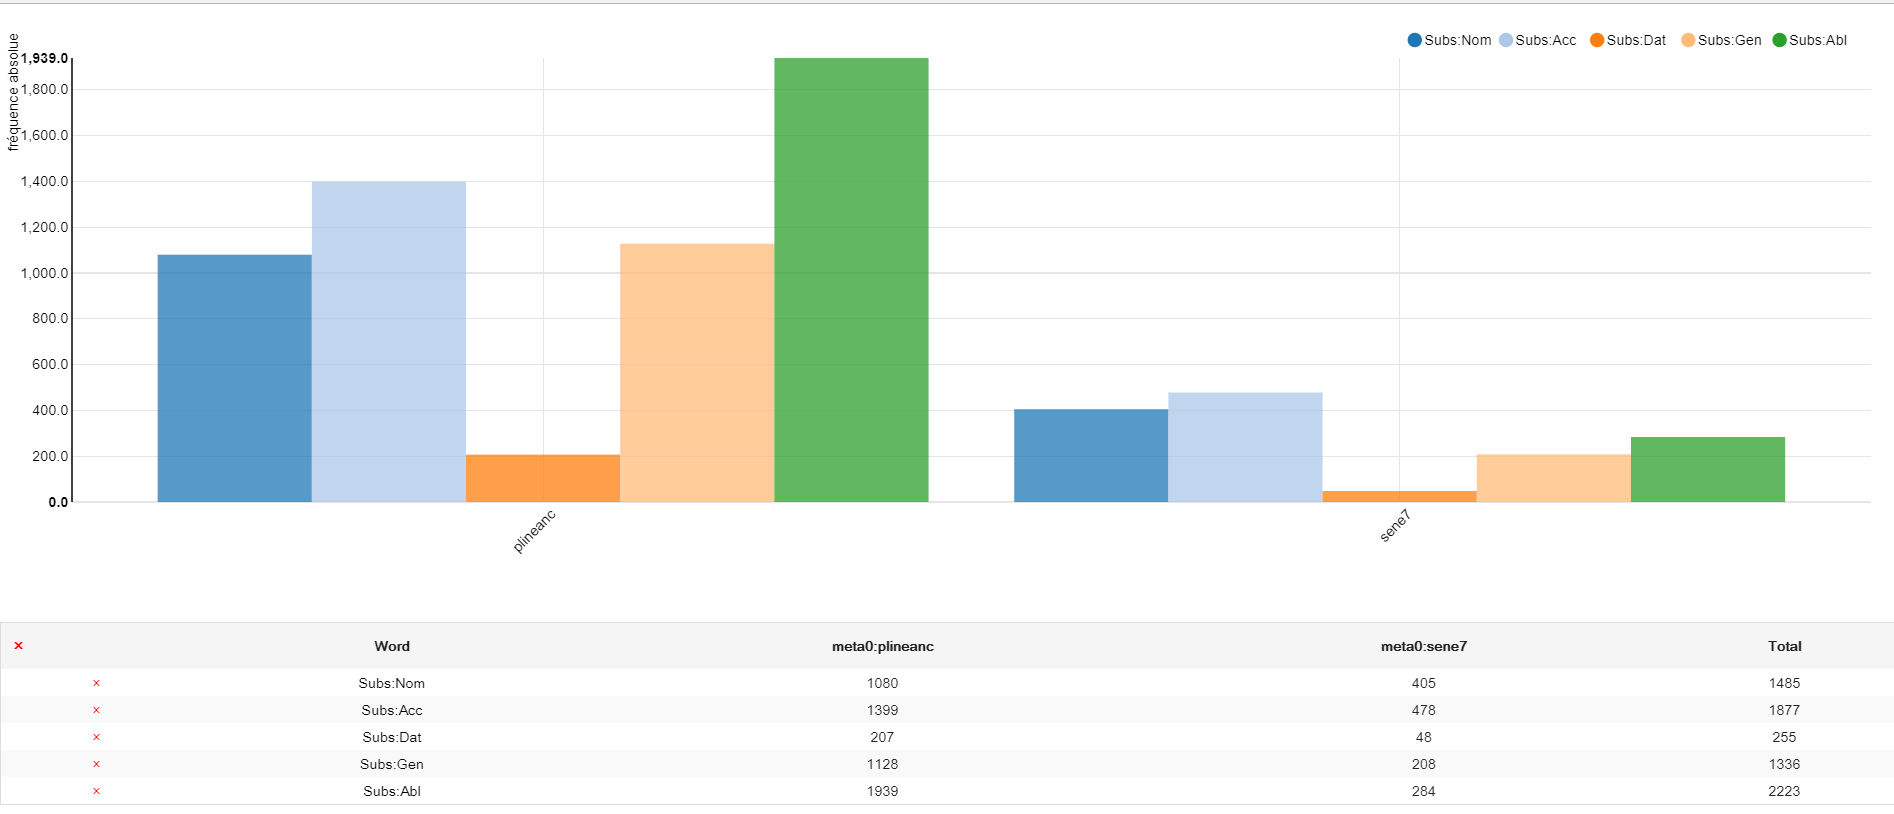 Subs:Nom Subs:Acc Subs:Dat Subs:Gen Subs:Abl
fréquence absolue
1,939.0
1,800.0
1,600.0
1,400.0
1,200.0
1,000.0
800.0
600.0
400.0
200.0
0.0
plineanc sene7
× Word meta0:plineanc meta0:sene7 Total
× Subs:Nom 1080 405 1485
× Subs:Acc 1399 478 1877
× Subs:Dat 207 48 255
× Subs:Gen 1128 208 1336
× Subs:Abl 1939 284 2223